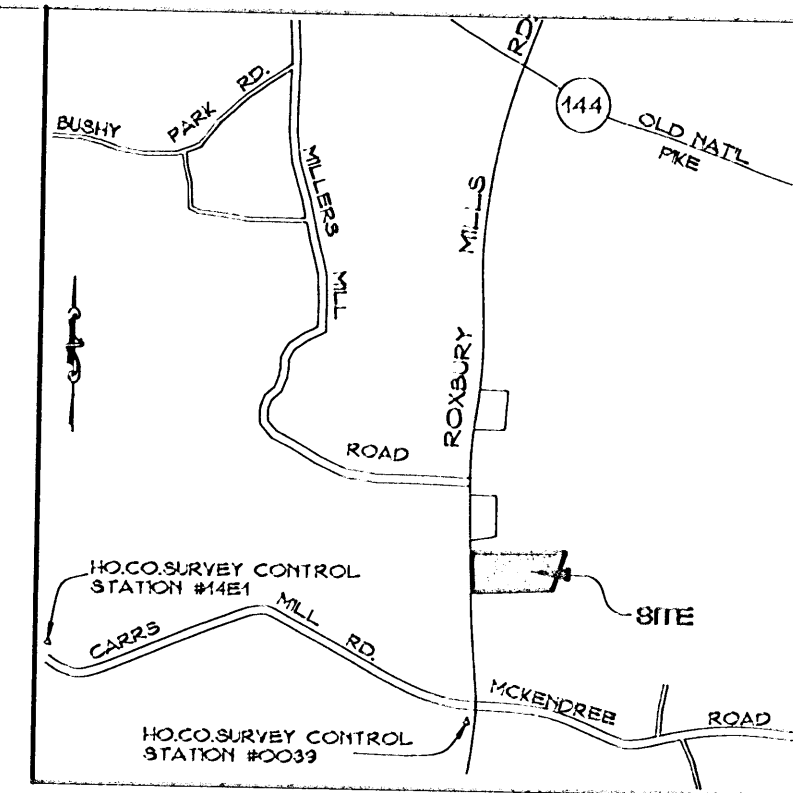 RD.
144
OLD NAT'L
PIKE
BUSHY PARK RD.
MILLERS
MILL
ROAD
ROXBURY MILLS
HO.CO.SURVEY CONTROL
STATION #14E1
SITE
CARRS MILL RD.
MCKENDREE ROAD
HO.CO.SURVEY CONTROL
STATION #0039